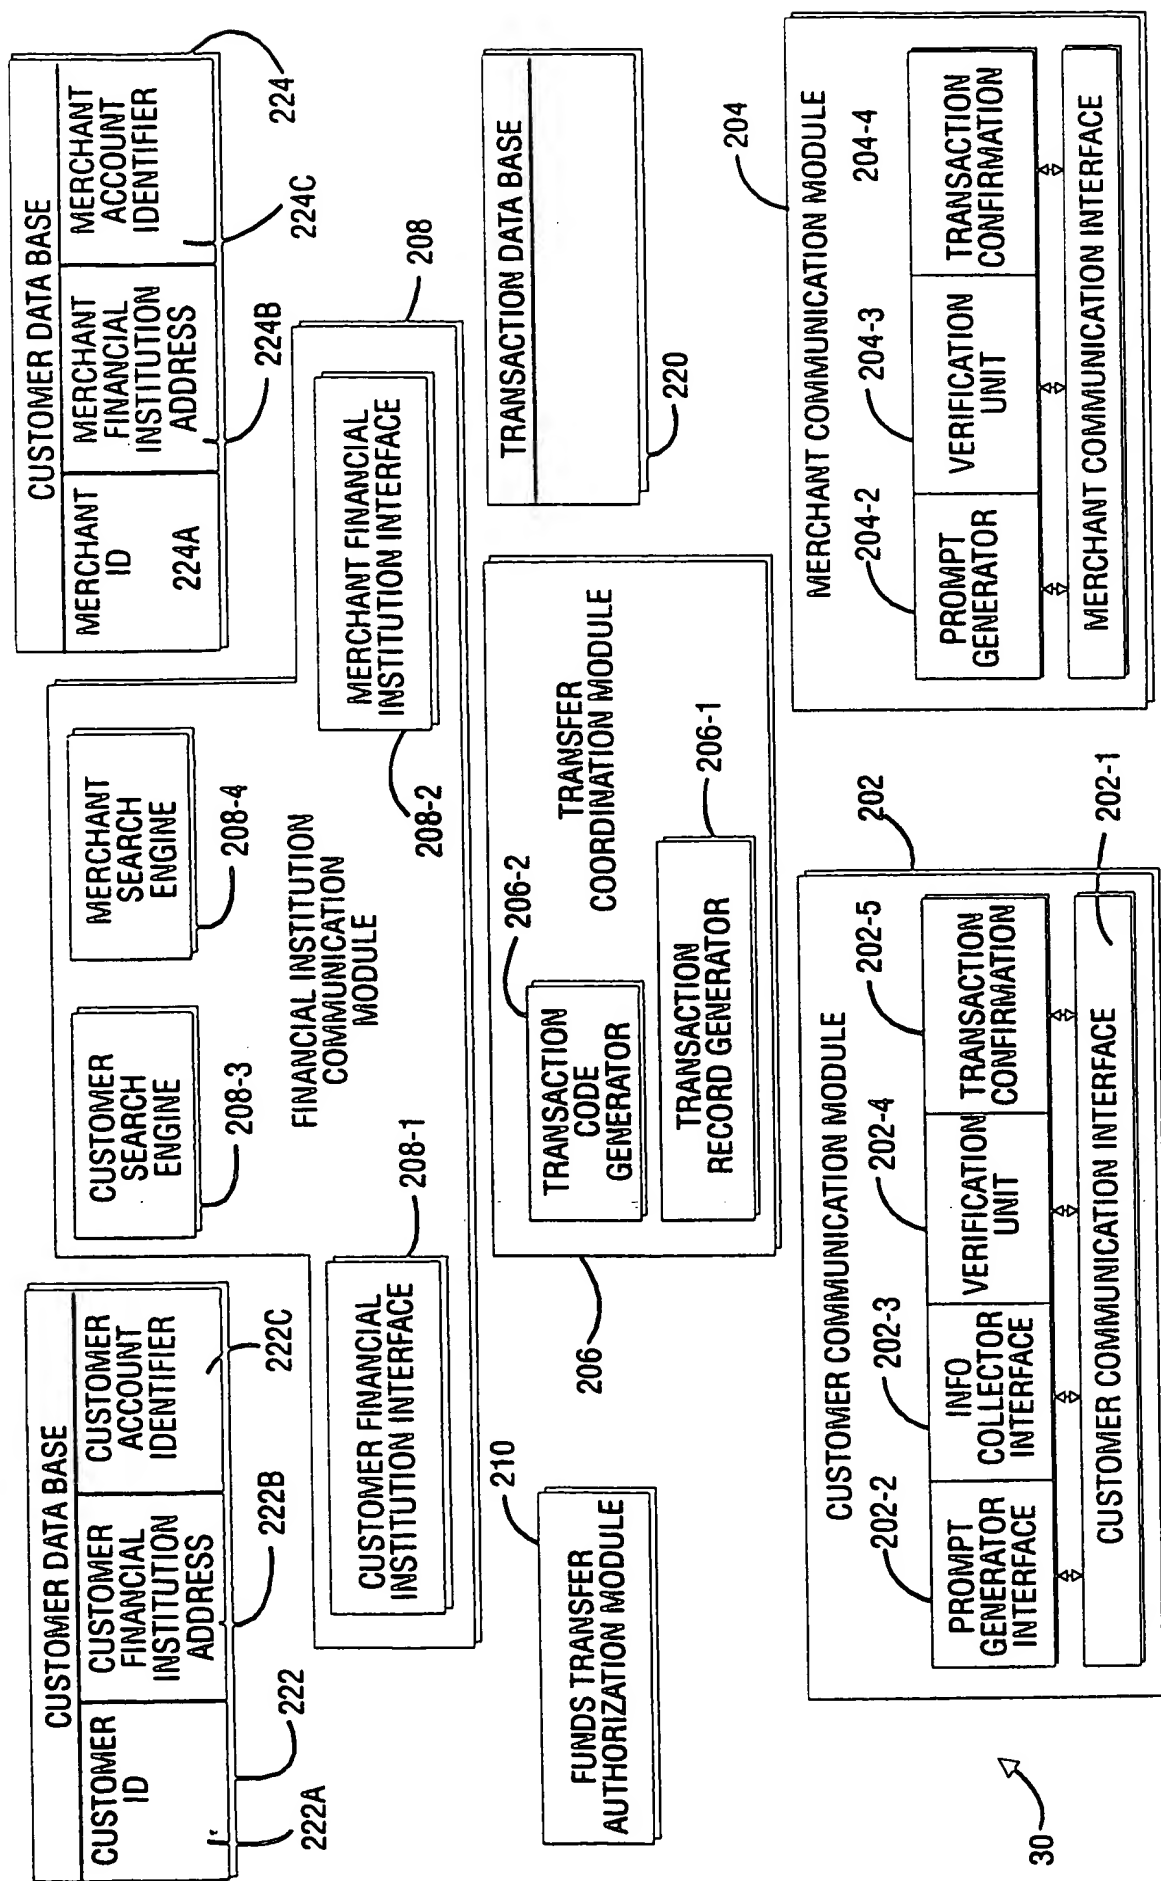 CUSTOMER DATA BASE
CUSTOMER
ID
CUSTOMER
FINANCIAL
INSTITUTION
ADDRESS
CUSTOMER
ACCOUNT
IDENTIFIER
222A
222
222B
222C
CUSTOMER DATA BASE
MERCHANT
ID
224A
MERCHANT
FINANCIAL
INSTITUTION
ADDRESS
MERCHANT
ACCOUNT
IDENTIFIER
224B
224C
224
CUSTOMER
SEARCH
ENGINE
208-3
MERCHANT
SEARCH
ENGINE
208-4
FINANCIAL INSTITUTION
COMMUNICATION
MODULE
208-1
CUSTOMER FINANCIAL
INSTITUTION INTERFACE
208-2
MERCHANT FINANCIAL
INSTITUTION INTERFACE
208
210
FUNDS TRANSFER
AUTHORIZATION MODULE
206
206-2
TRANSACTION
CODE
GENERATOR
TRANSFER
COORDINATION MODULE
TRANSACTION
RECORD GENERATOR
206-1
TRANSACTION DATA BASE
220
CUSTOMER COMMUNICATION MODULE
202
202-2
202-3
202-4
202-5
PROMPT
GENERATOR
INTERFACE
INFO
COLLECTOR
INTERFACE
VERIFICATION
UNIT
TRANSACTION
CONFIRMATION
CUSTOMER COMMUNICATION INTERFACE
202-1
MERCHANT COMMUNICATION MODULE
204
204-2
204-3
204-4
PROMPT
GENERATOR
VERIFICATION
UNIT
TRANSACTION
CONFIRMATION
MERCHANT COMMUNICATION INTERFACE
30